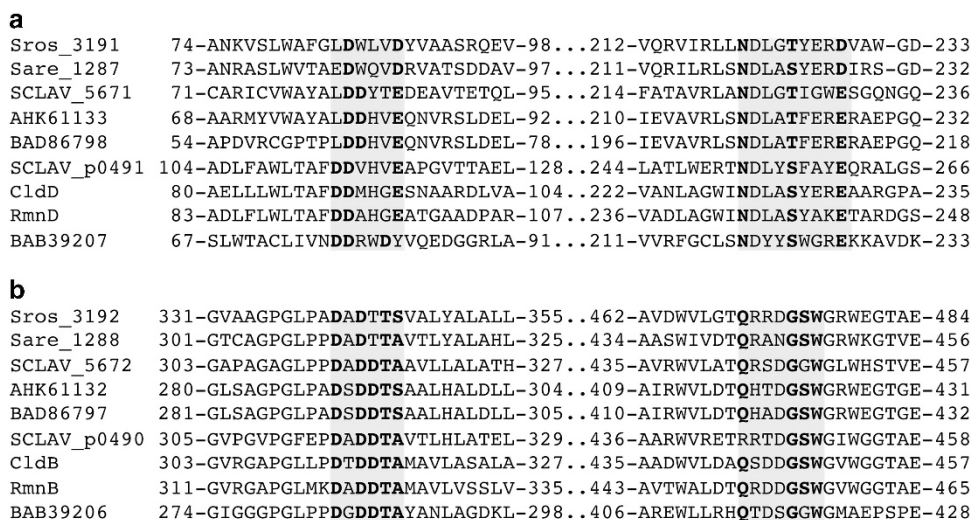 a
Sros_3191 74-ANKVSLWAFGLDWLVDYVAASRQEV-98...212-VQRVIRLLNDLGTYERDVAW-GD-233
Sare_1287 73-ANRASLWVTAEDWQVDRVATSDDAV-97...211-VQRILRLSNDLASYERDIRS-GD-232
SCLAV_5671 71-CARICVWAYALDDYTEDEAVTETQL-95...214-FATAVRLANDLGTIGWESGQNGQ-236
AHK61133 68-AARMYVWAYALDDHVEQNVRSLDEL-92...210-IEVAVRLSNDLATFERERAEPGQ-232
BAD86798 54-APDVRCGPTPLDDHVEQNVRSLDEL-78...196-IEVAVRLSNDLATFERERAEPGQ-218
SCLAV_p0491 104-ADLFAWLTAFDDVHVEAPGVTTAEL-128...244-LATLWERTNDLYSFAYEQRALGS-266
CldD 80-AELLLWLTAFDDMHGESNAARDLVA-104...222-VANLAGWINDLASYEREAARGPA-235
RmnD 83-ADLFLWLTAFDDAHGEATGAADPAR-107...236-VADLAGWINDLASYAKETARDGS-248
BAB39207 67-SLWTACLIVNDDRWDYVQEDGGRLA-91...211-VVRFGCLSNDYYSWGREKKAVDK-233
b
Sros_3192 331-GVAAGPGLPADADTTSVALYALALL-355..462-AVDWVLGTQRRDGSWGRWEGTAE-484
Sare_1288 301-GTCAGPGLPADADTTAVTLYALAHL-325..434-AASWIVDTQRANGSWGRWKGTVE-456
SCLAV_5672 303-GAPAGAGLPADSDDTAAVLLALATH-327..435-AVRWVLATQRSDGGWGLWHSTVE-457
AHK61132 280-GLSAGPGLPADSDDTSAALHALDLL-304..409-AIRWVLDTQHTDGSWGRWEGTGE-431
BAD86797 281-GLSAGPGLPADSDDTSAALHALDLL-305..410-AIRWVLDTQHADGSWGRWEGTGE-432
SCLAV_p0490 305-GVPGVPGFEPDADDTAVTLHLATEL-329..436-AARWVRETRRTDGSWGIWGGTAE-458
CldB 303-GVRGAPGLLPDTDDTAMAVLASALA-327..435-AADWVLDAQSDDGSWGVWGGTAE-457
RmnB 311-GVRGAPGLMKDADDTAMAVLVSSLV-335..443-AVTWALDTQRDDGSWGVWGGTAE-465
BAB39206 274-GIGGGPGLPPDGDDTAYANLAGDKL-298..406-AREWLLRHQTDSGGWGMAEPSPE-428